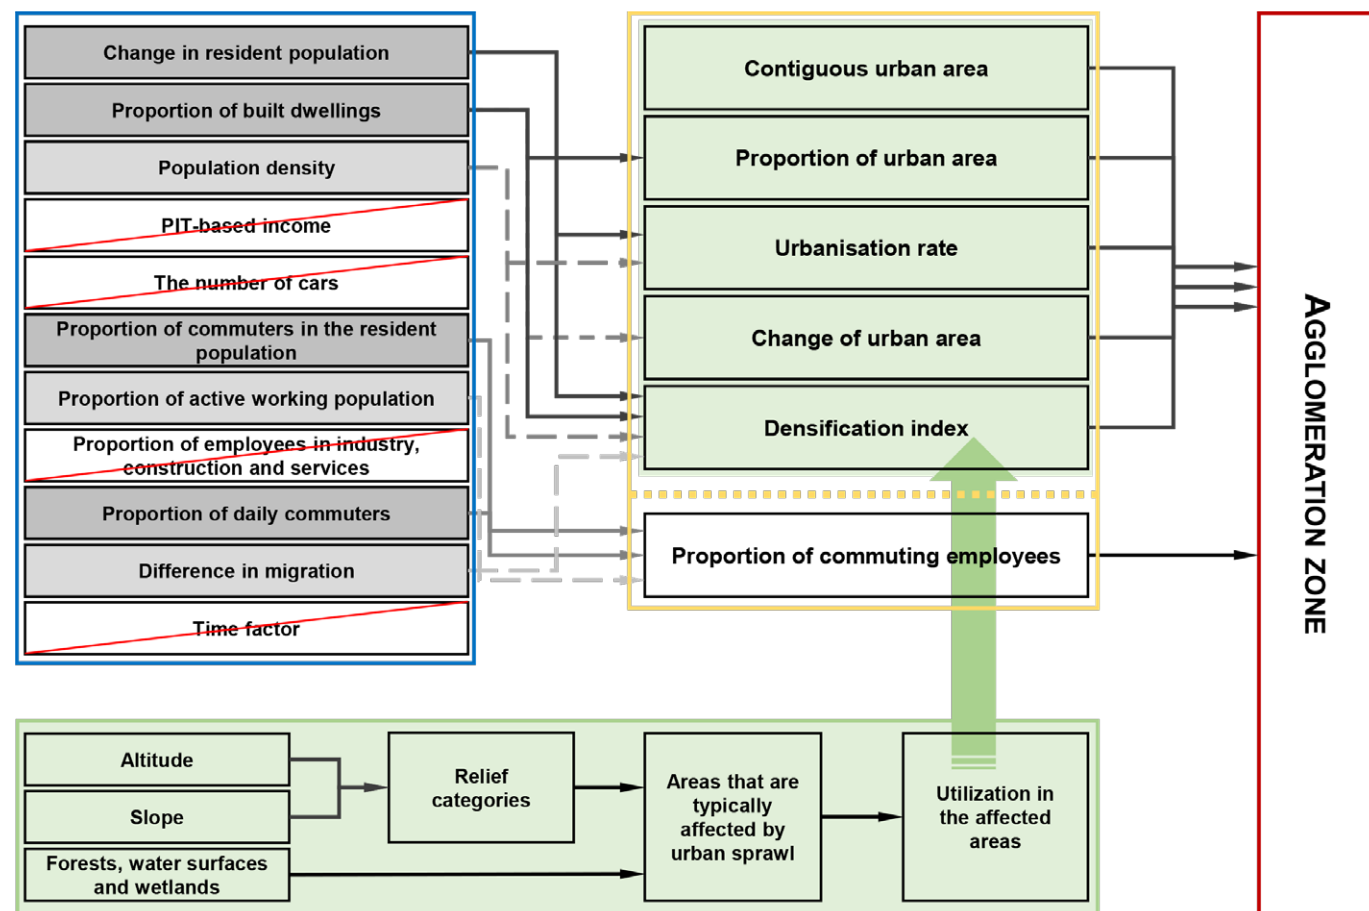 Change in resident population
Proportion of built dwellings
Population density
PIT-based income
The number of cars
Proportion of commuters in the resident
population
Proportion of active working population
Proportion of employees in industry,
construction and services
Proportion of daily commuters
Difference in migration
Time factor
Contiguous urban area
Proportion of urban area
Urbanisation rate
Change of urban area
Densification index
Proportion of commuting employees
AGGLOMERATION ZONE
Altitude
Slope
Forests, water surfaces
and wetlands
Relief
categories
Areas that are
typically
affected by
urban sprawl
Utilization in
the affected
areas